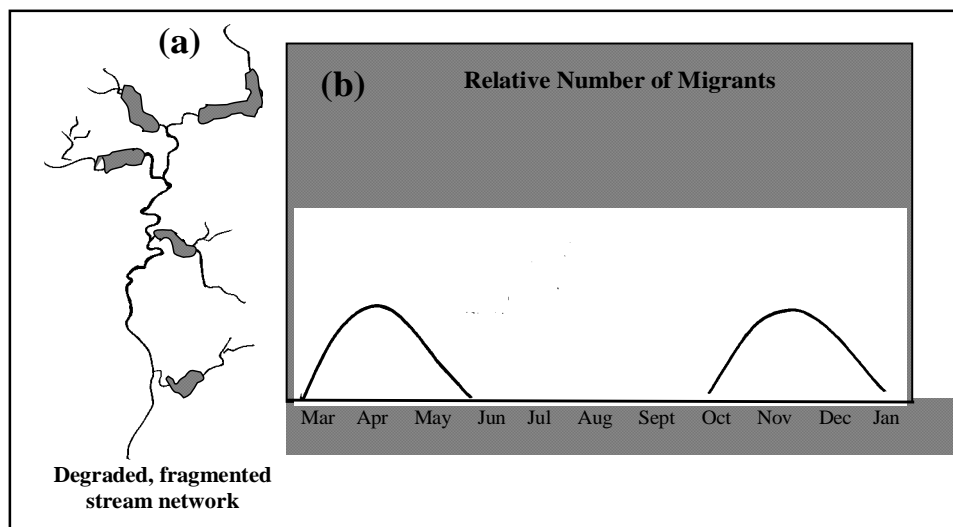 (a)
Degraded, fragmented
stream network
(b)
Relative Number of Migrants
Mar Apr May Jun Jul Aug Sept Oct Nov Dec Jan